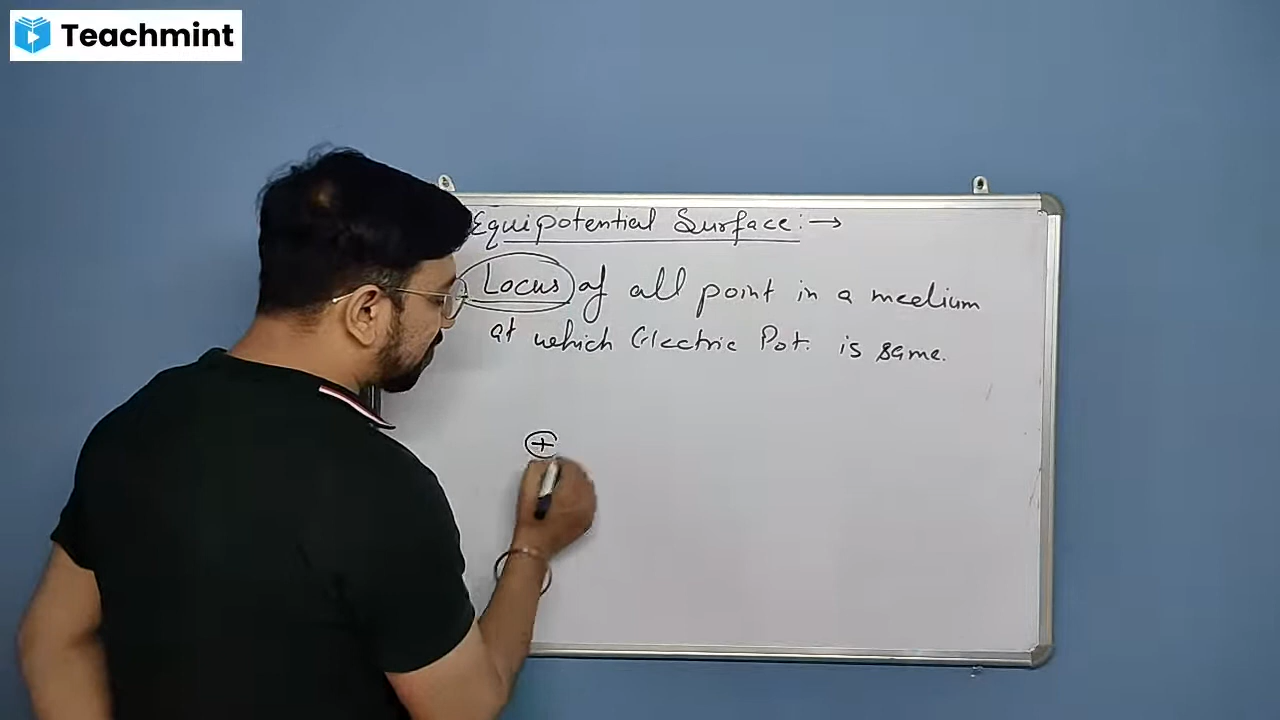 Teachmint
Equipotential Surface:→
Locus of all point in a medium
at which Electric Pot. is same.
+